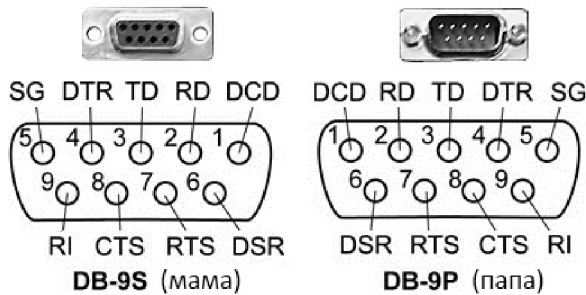 SG DTR TD RD DCD
5 4 3 2 1
9 8 7 6
RI CTS RTS DSR
DB-9S (мама)
DCD RD TD DTR SG
1 2 3 4 5
6 7 8 9
DSR RTS CTS RI
DB-9P (папа)